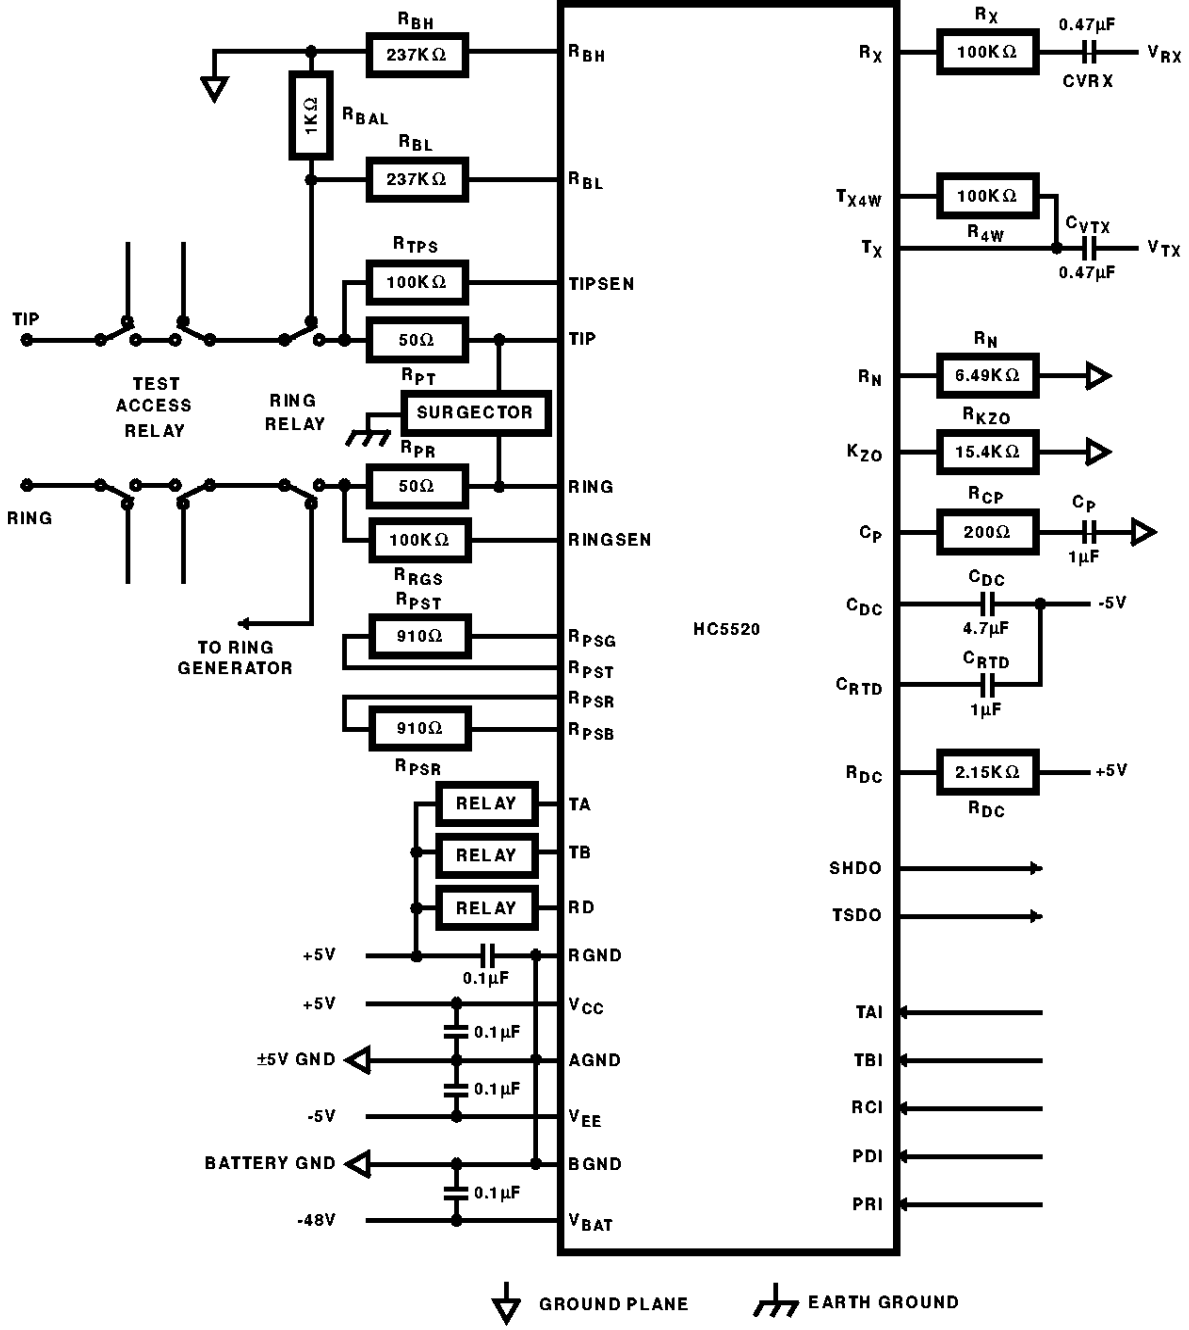 RBH
237KΩ
RBH
1KΩ
RBAL
RBL
237KΩ
RBL
RTPS
100KΩ
TIPSEN
TIP
50Ω
TIP
RPT
TEST
ACCESS
RELAY
RING
RELAY
SURGECTOR
RPR
50Ω
RING
RING
100KΩ
RINGSEN
RRGS
RPST
TO RING
GENERATOR
910Ω
RPSG
RPST
RPSR
910Ω
RPSB
RPSR
RELAY
TA
RELAY
TB
RELAY
RD
+5V
0.1µF
RGND
+5V
VCC
0.1µF
±5V GND
AGND
0.1µF
-5V
VEE
BATTERY GND
BGND
0.1µF
-48V
VBAT
HC5520
RX
RX
100KΩ
0.47µF
CVRX
VRX
TX4W
100KΩ
R4W
TX
CVTX
0.47µF
VTX
RN
RN
6.49KΩ
RKZO
KZO
15.4KΩ
RCP
CP
200Ω
CP
1µF
CDC
CDC
4.7µF
-5V
CRTD
CRTD
1µF
RDC
2.15KΩ
+5V
RDC
SHDO
TSDO
TAI
TBI
RCI
PDI
PRI
GROUND PLANE
EARTH GROUND